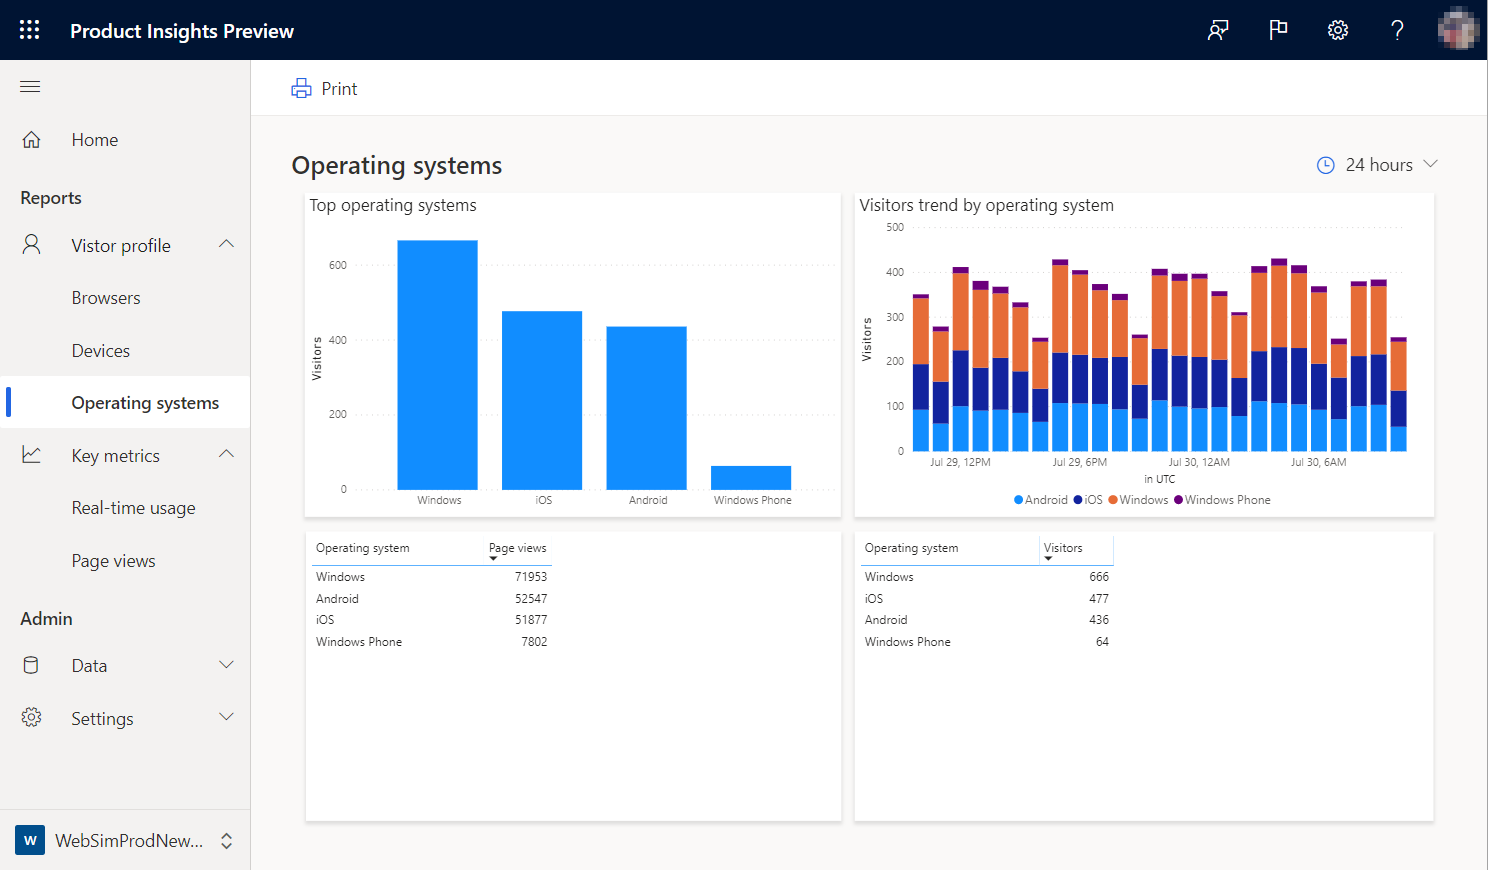 Product Insights Preview
?
Print
Home
Reports
Vistor profile
Browsers
Devices
Operating systems
Key metrics
Real-time usage
Page views
Admin
Data
Settings
W WebSimProdNew...
Operating systems
24 hours
Top operating systems
Visitors
600
400
200
0
Windows iOS Android Windows Phone
Visitors trend by operating system
Visitors
500
400
300
200
100
0
Jul 29, 12PM Jul 29, 6PM Jul 30, 12AM Jul 30, 6AM
in UTC
Android iOS Windows Windows Phone
Operating system Page views
Windows 71953
Android 52547
iOS 51877
Windows Phone 7802
Operating system Visitors
Windows 666
iOS 477
Android 436
Windows Phone 64